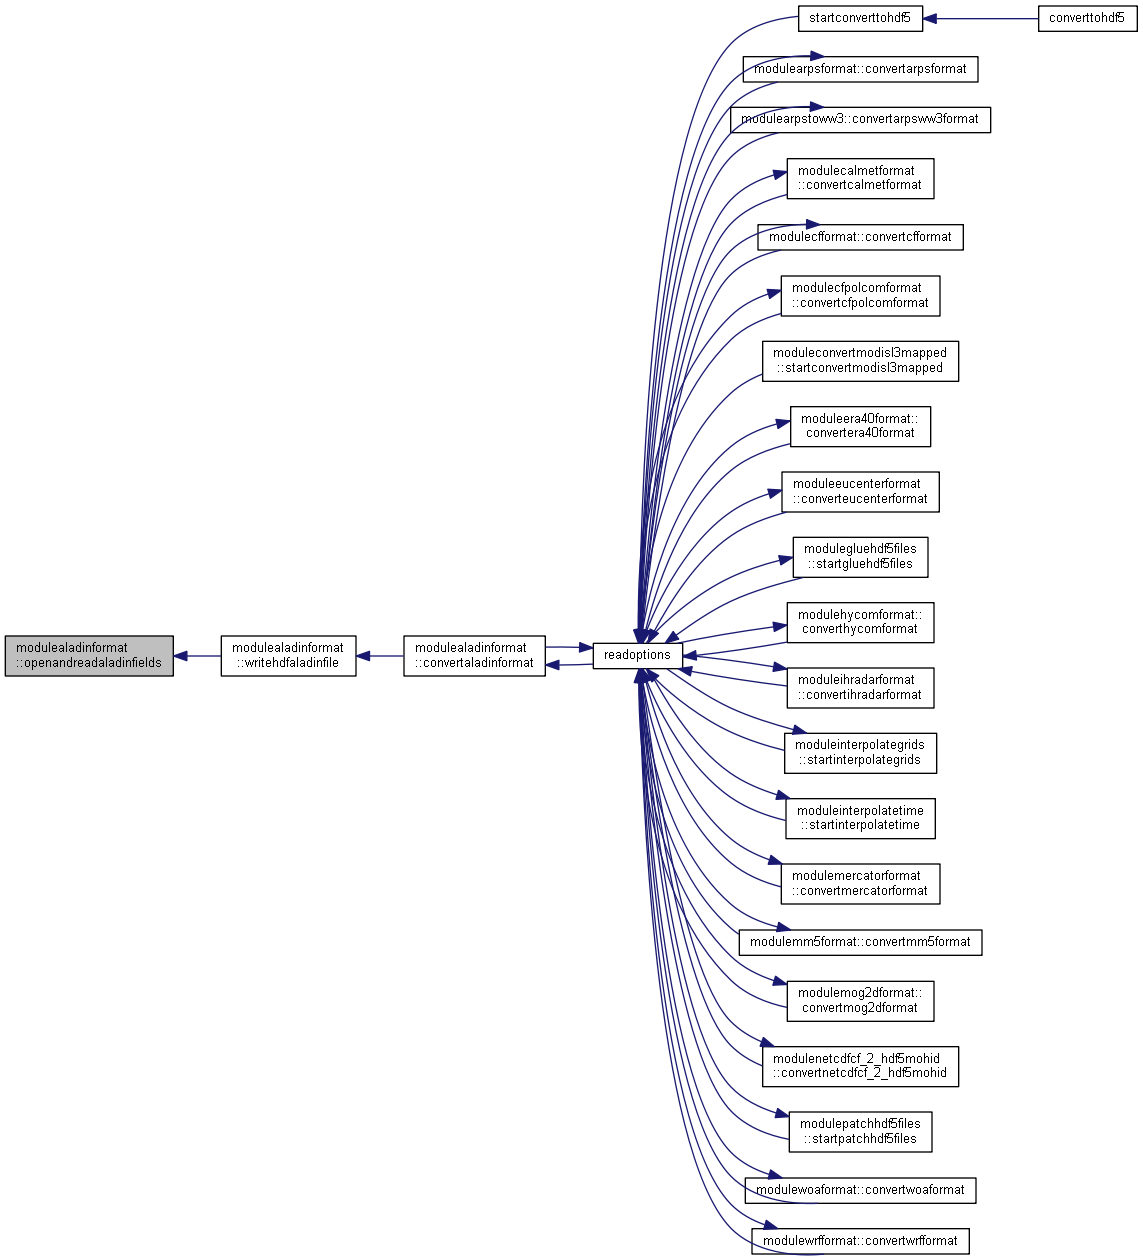 startconverttohdf5
converttohdf5
modulearpsformat::convertarpsformat
modulearpstoww3::convertarpsww3format
modulecalmetformat
::convertcalmetformat
modulecfformat::convertcfformat
modulecfpolcomformat
::convertcfpolcomformat
moduleconvertmodisl3mapped
::startconvertmodisl3mapped
moduleera40format::
convertera40format
moduleeucenterformat
::converteucenterformat
modulegluehdf5files
::startgluehdf5files
modulehycomformat::
converthycomformat
modulealadinformat
::openandreadaladinfields
modulealadinformat
::writehdfaladinfile
modulealadinformat
::convertaladinformat
readoptions
moduleihradarformat
::convertihradarformat
moduleinterpolategrids
::startinterpolategrids
moduleinterpolatetime
::startinterpolatetime
modulemercatorformat
::convertmercatorformat
modulemm5format::convertmm5format
modulemog2dformat::
convertmog2dformat
modulenetcdfcf_2_hdf5mohid
::convertnetcdfcf_2_hdf5mohid
modulepatchhdf5files
::startpatchhdf5files
modulewoaformat::convertwoaformat
modulewrfformat::convertwrfformat